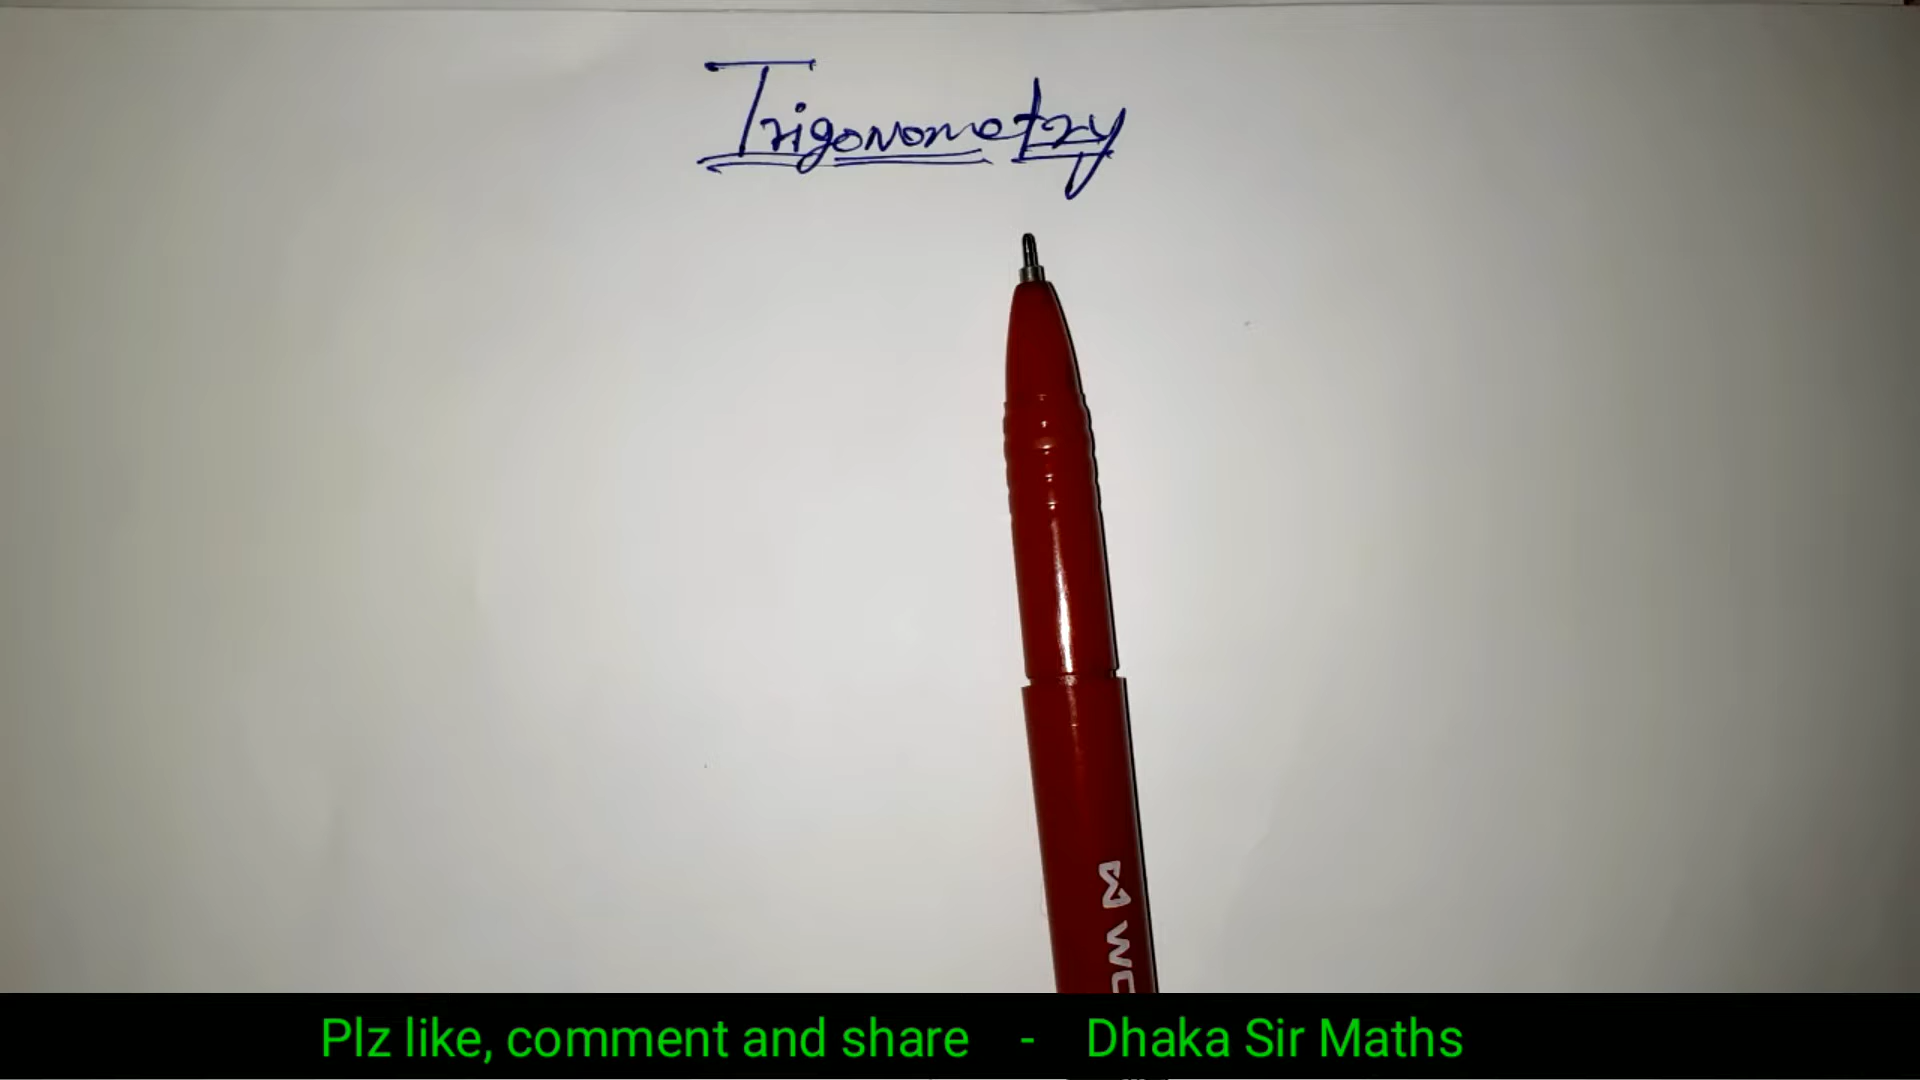 Trigonometry
Plz like, comment and share - Dhaka Sir Maths